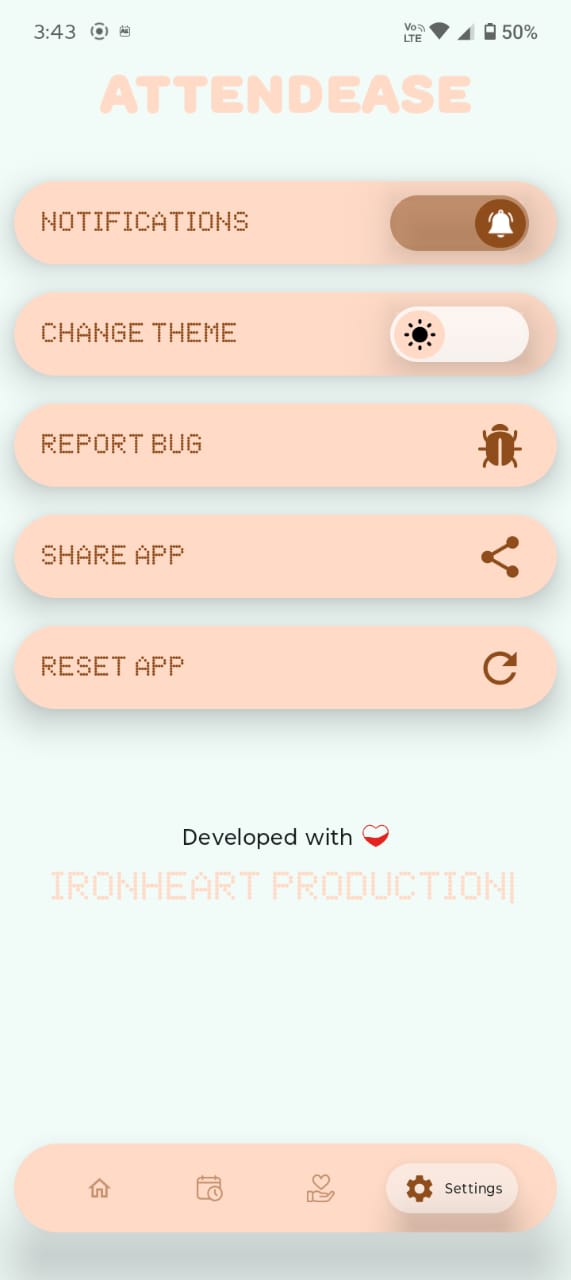 3:43
Vo LTE
50%
ATTENDEASE
NOTIFICATIONS
CHANGE THEME
REPORT BUG
SHARE APP
RESET APP
Developed with
IRONHEART PRODUCTION|
Settings